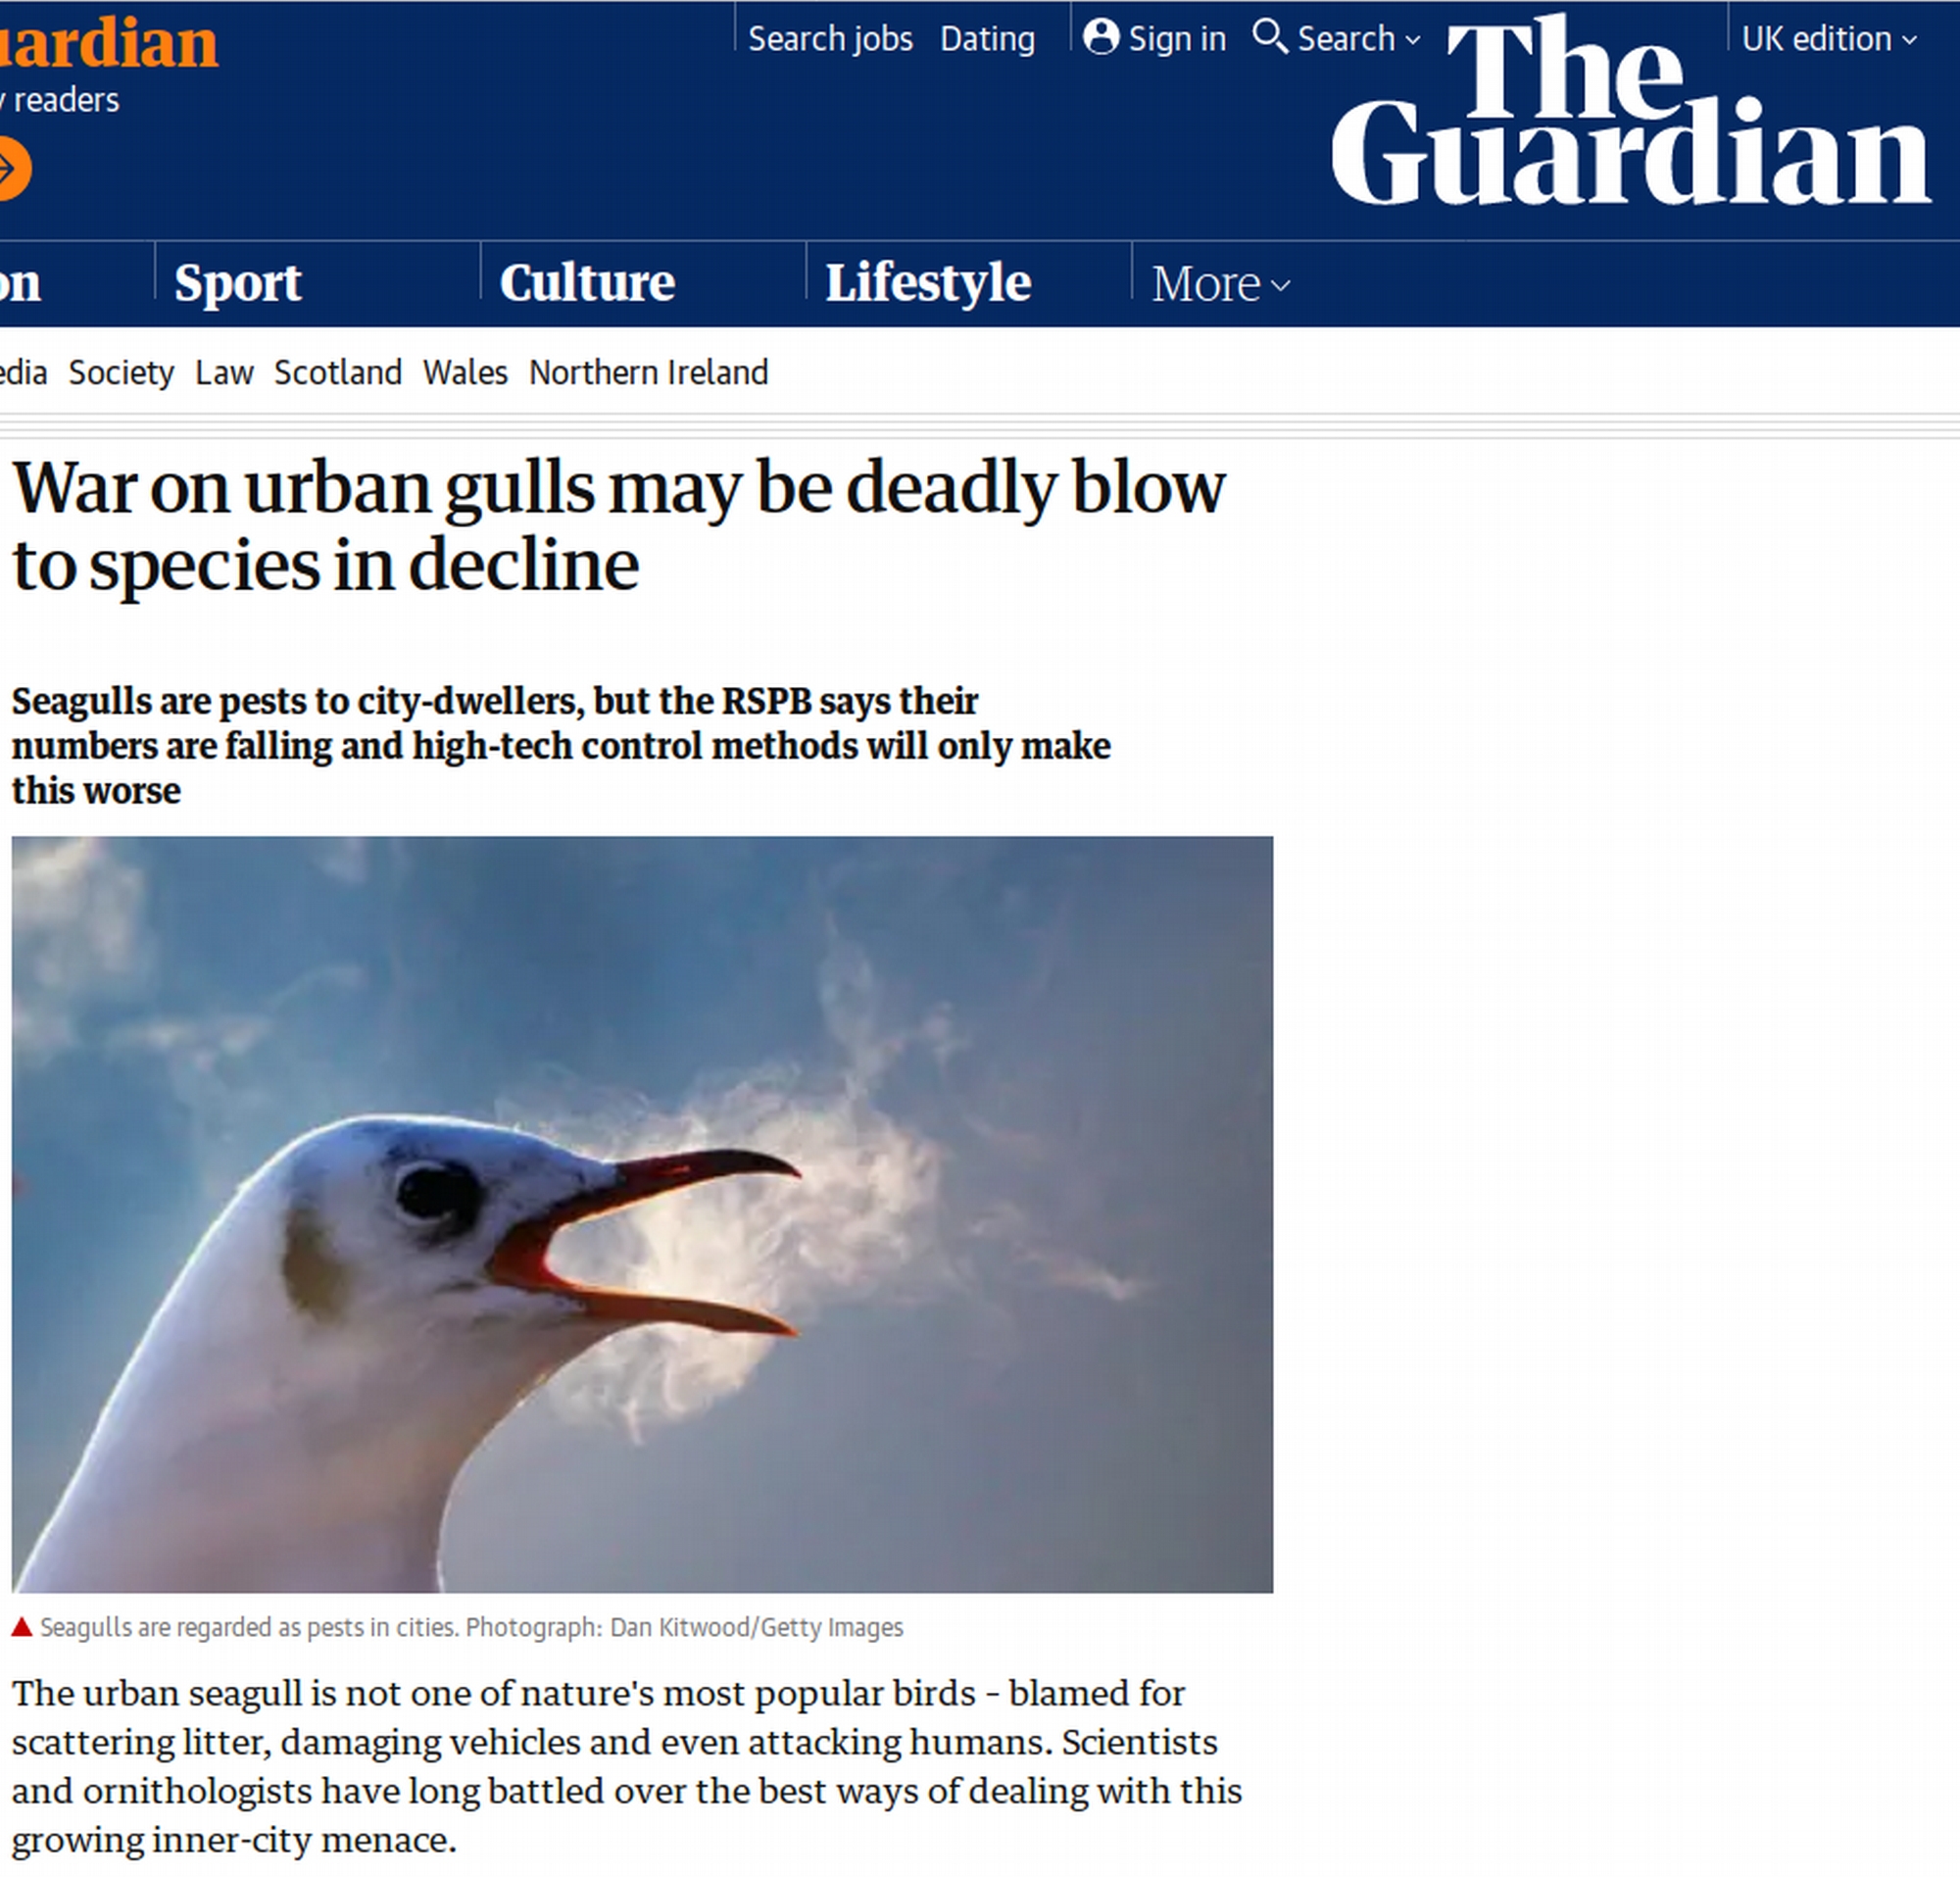 uardian
readers
Search jobs Dating Sign in Search UK edition
The
Guardian
on Sport Culture Lifestyle More
edia Society Law Scotland Wales Northern Ireland
War on urban gulls may be deadly blow
to species in decline
Seagulls are pests to city-dwellers, but the RSPB says their
numbers are falling and high-tech control methods will only make
this worse
Seagulls are regarded as pests in cities. Photograph: Dan Kitwood/Getty Images
The urban seagull is not one of nature's most popular birds – blamed for
scattering litter, damaging vehicles and even attacking humans. Scientists
and ornithologists have long battled over the best ways of dealing with this
growing inner-city menace.